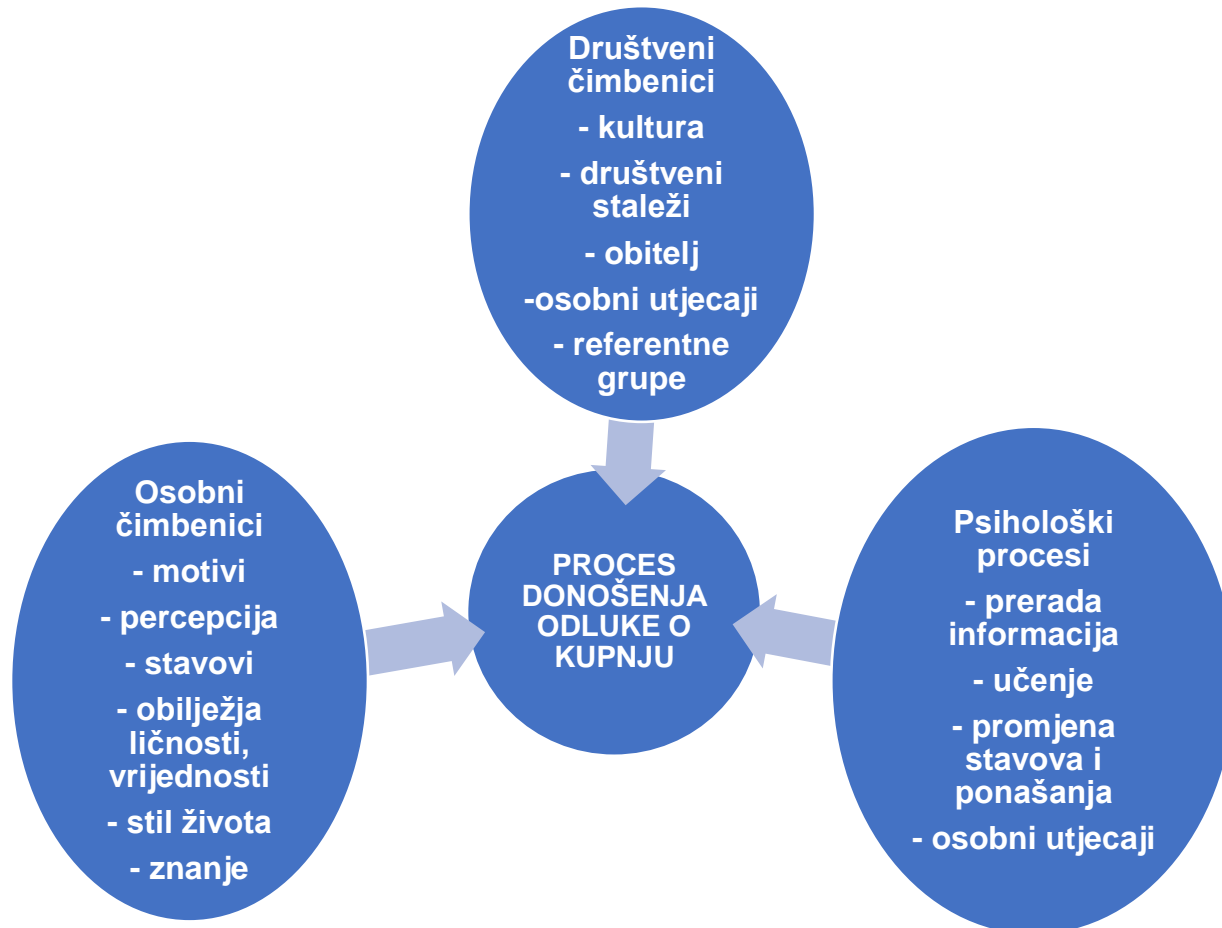 Društveni
čimbenici
- kultura
- društveni
staleži
- obitelj
-osobni utjecaji
- referentne
grupe
Osobni
čimbenici
- motivi
- percepcija
- stavovi
- obilježja
ličnosti,
vrijednosti
- stil života
- znanje
PROCES
DONOŠENJA
ODLUKE O
KUPNJU
Psihološki
procesi
- prerada
informacija
- učenje
- promjena
stavova i
ponašanja
- osobni utjecaji